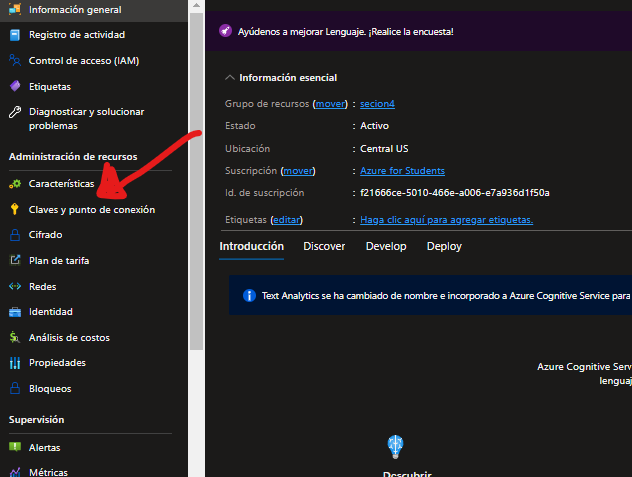 Información general
Registro de actividad
Control de acceso (IAM)
Etiquetas
Diagnosticar y solucionar
problemas
Administración de recursos
Características
Claves y punto de conexión
Cifrado
Plan de tarifa
Redes
Identidad
Análisis de costos
Propiedades
Bloqueos
Supervisión
Alertas
Métricas
Ayúdenos a mejorar Lenguaje. ¡Realice la encuesta!
Información esencial
Grupo de recursos (mover) : secion4
Estado : Activo
Ubicación : Central US
Suscripción (mover) : Azure for Students
Id. de suscripción : f21666ce-5010-466e-a006-e7a936d1f50a
Etiquetas (editar) : Haga clic aquí para agregar etiquetas.
Introducción Discover Develop Deploy
Text Analytics se ha cambiado de nombre e incorporado a Azure Cognitive Service para
Azure Cognitive Serv
lenguaj
Descubrir